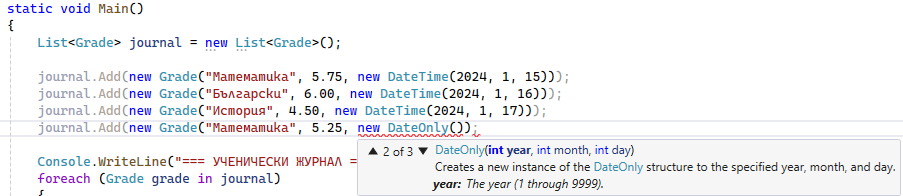 static void Main()
{
List<Grade> journal = new List<Grade>();
journal.Add(new Grade("Математика", 5.75, new DateTime(2024, 1, 15)));
journal.Add(new Grade("Български", 6.00, new DateTime(2024, 1, 16)));
journal.Add(new Grade("История", 4.50, new DateTime(2024, 1, 17)));
journal.Add(new Grade("Математика", 5.25, new DateOnly());
▲ 2 of 3 ▼ DateOnly(int year, int month, int day)
Creates a new instance of the DateOnly structure to the specified year, month, and day.
year: The year (1 through 9999).
Console.WriteLine("=== УЧЕНИЧЕСКИ ЖУРНАЛ =
foreach (Grade grade in journal)
{